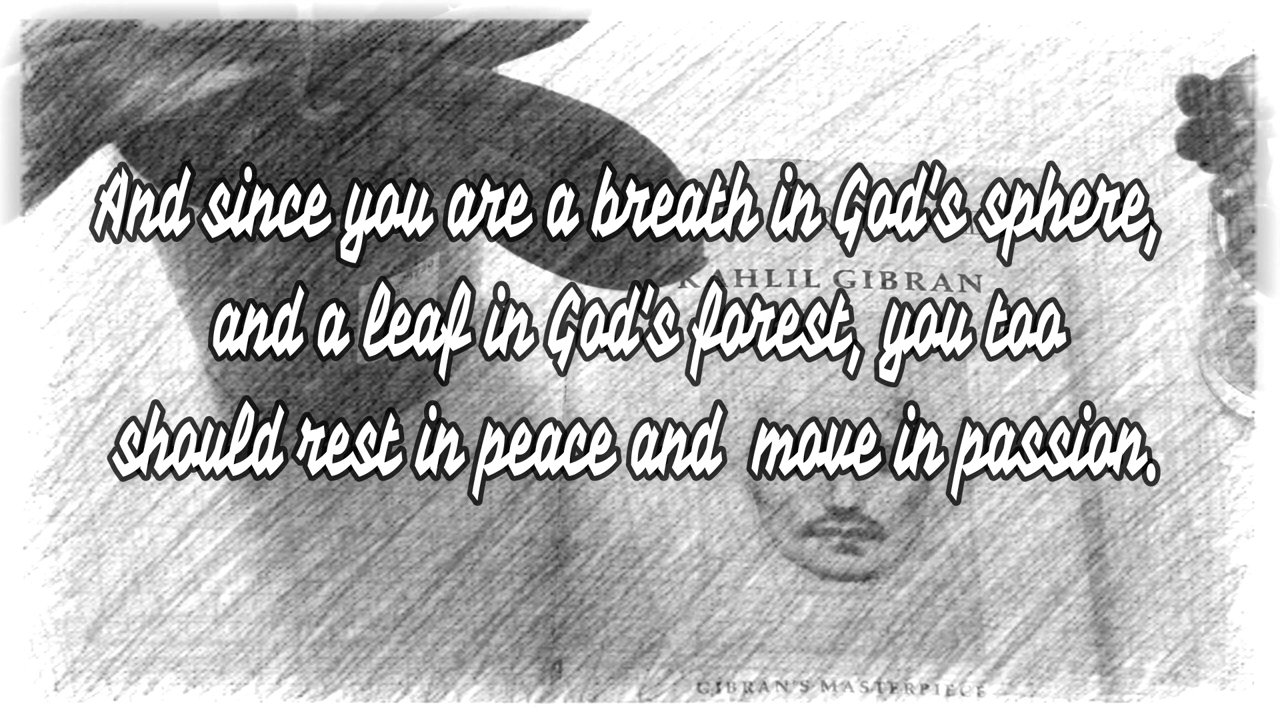 And since you are a breath in God's sphere,
KAHLIL GIBRAN
and a leaf in God's forest, you too
should rest in peace and move in passion.
GIBRAN'S MASTERPIECE